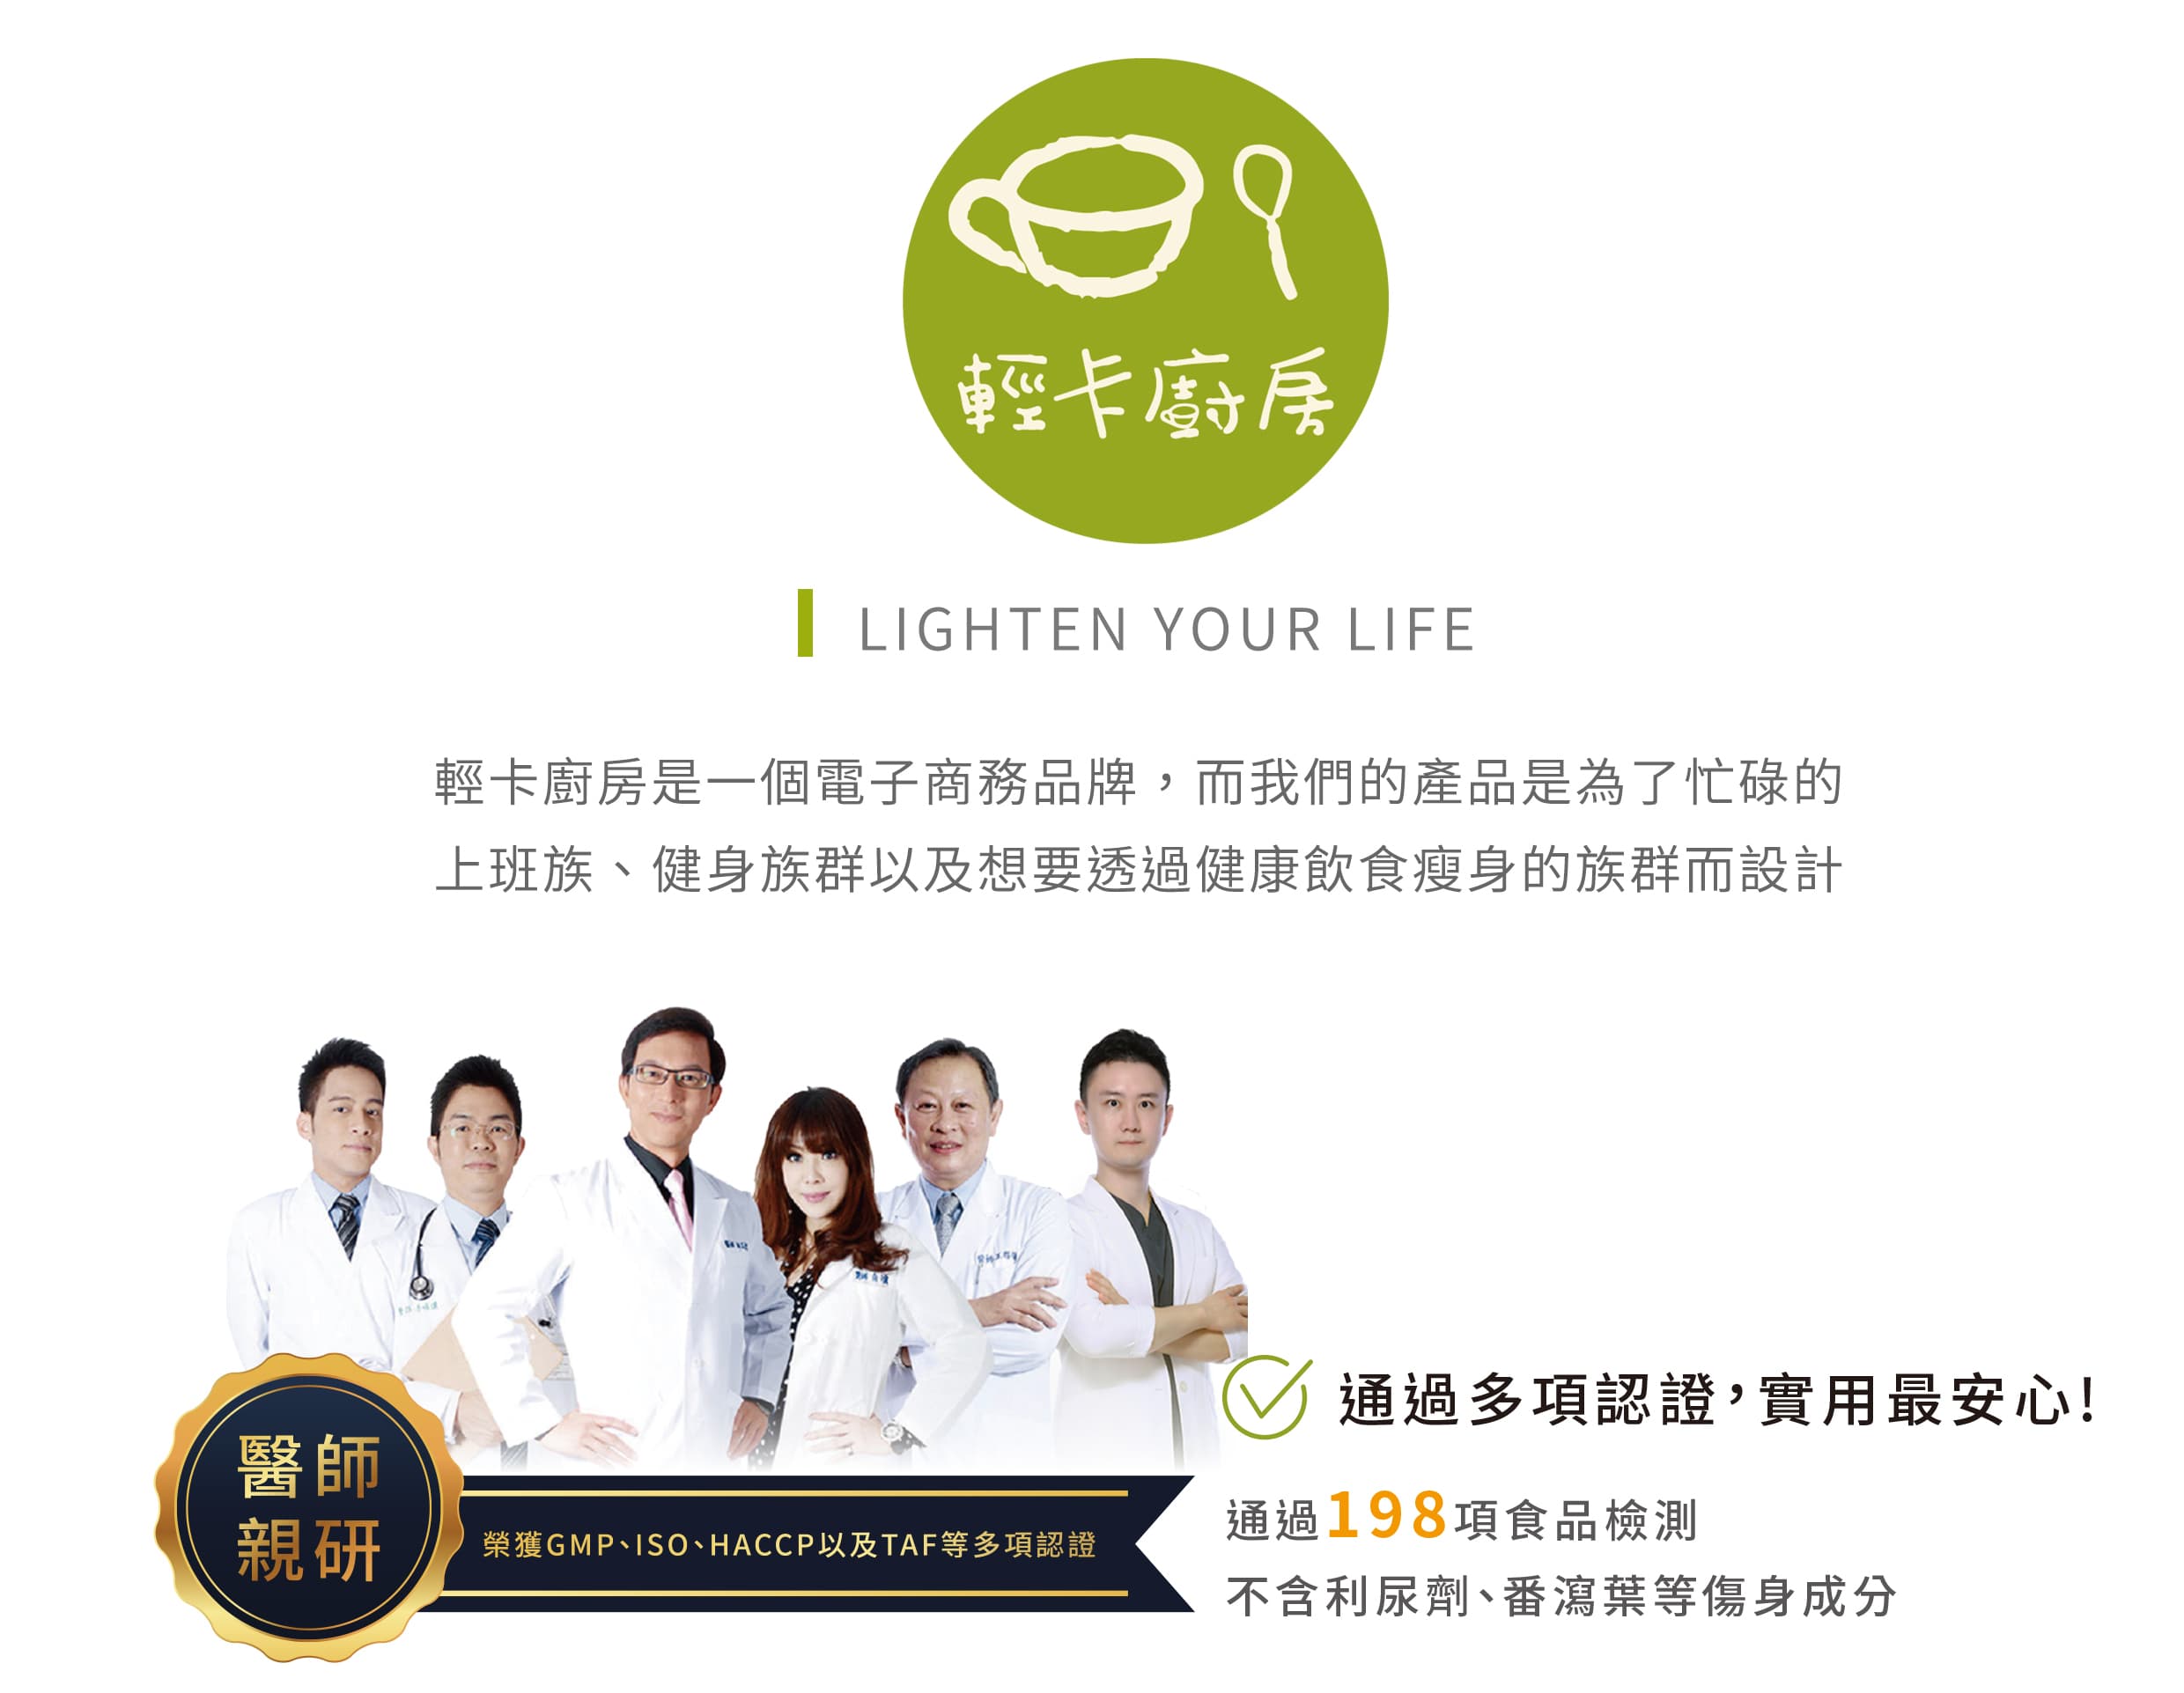 輕卡廚房
LIGHTEN YOUR LIFE
輕卡廚房是一個電子商務品牌，而我們的產品是為了忙碌的
上班族、健身族群以及想要透過健康飲食瘦身的族群而設計
醫師
親研
榮獲GMP、ISO、HACCP以及TAF等多項認證
通過多項認證，實用最安心！
通過198項食品檢測
不含利尿劑、番瀉葉等傷身成分